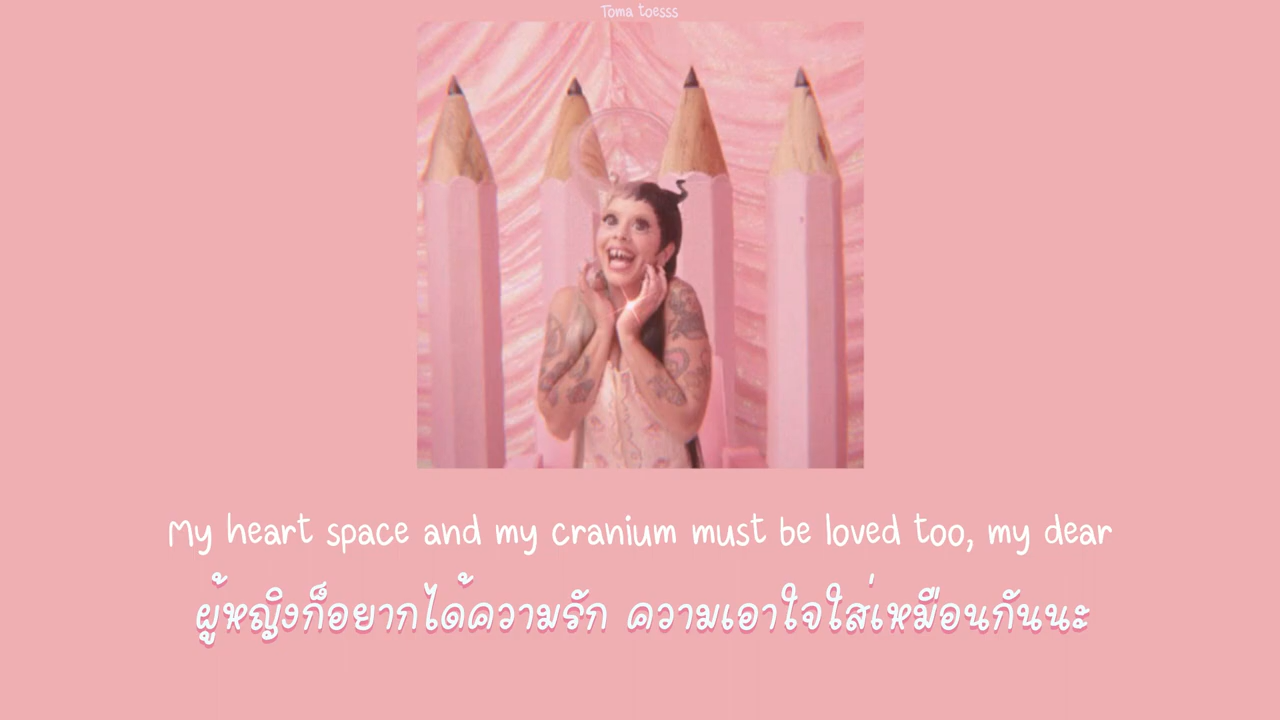 Toma toesss
My heart space and my cranium must be loved too, my dear
ผู้หญิงก็อยากได้ความรัก ความเอาใจใส่เหมือนกันนะ